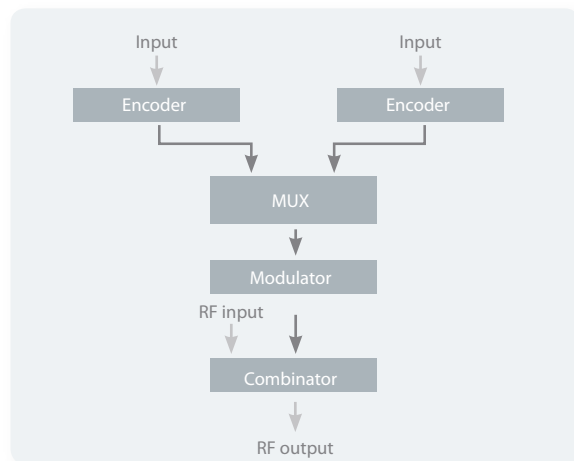 Input
Input
Encoder
Encoder
MUX
Modulator
RF input
Combinator
RF output